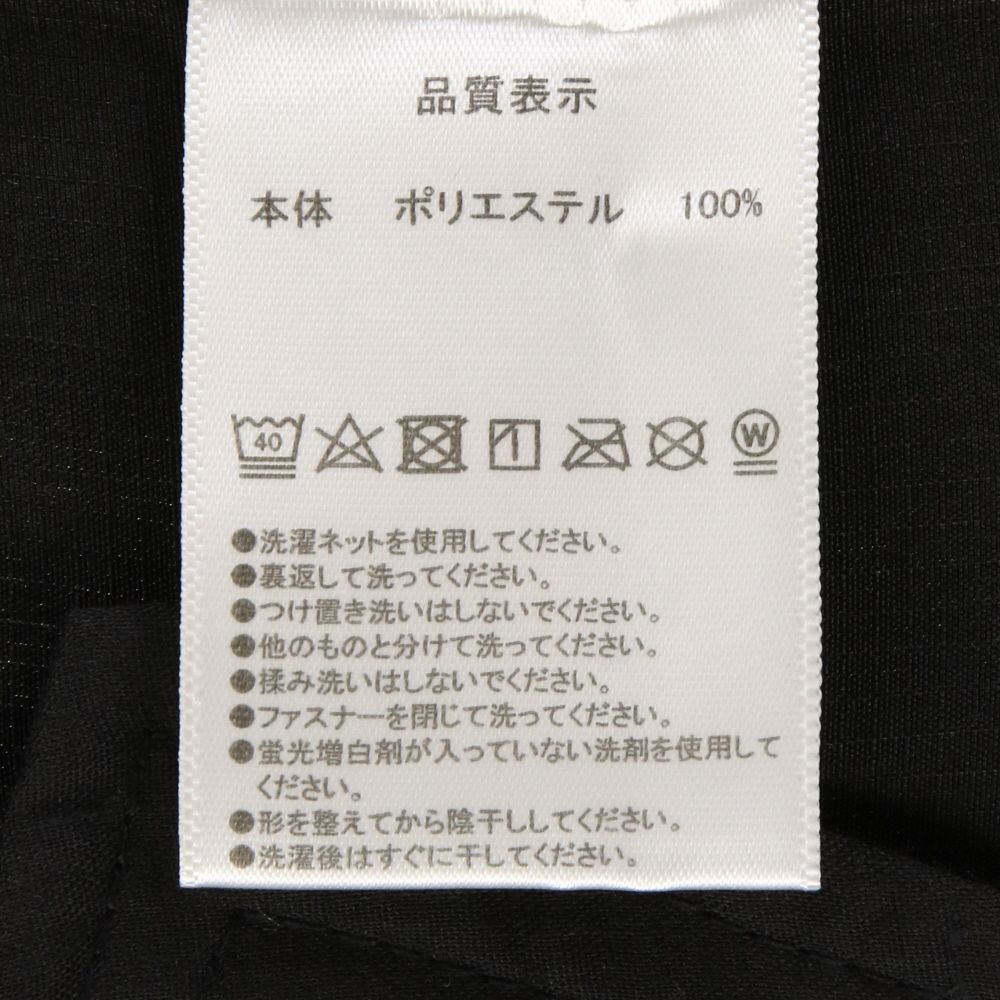 品質表示
本体 ポリエステル 100%
40 W
●洗濯ネットを使用してください。
●裏返して洗ってください。
●つけ置き洗いはしないでください。
●他のものと分けて洗ってください。
●揉み洗いはしないでください。
●ファスナーを閉じて洗ってください。
●蛍光増白剤が入っていない洗剤を使用して
ください。
●形を整えてから陰干ししてください。
●洗濯後はすぐに干してください。